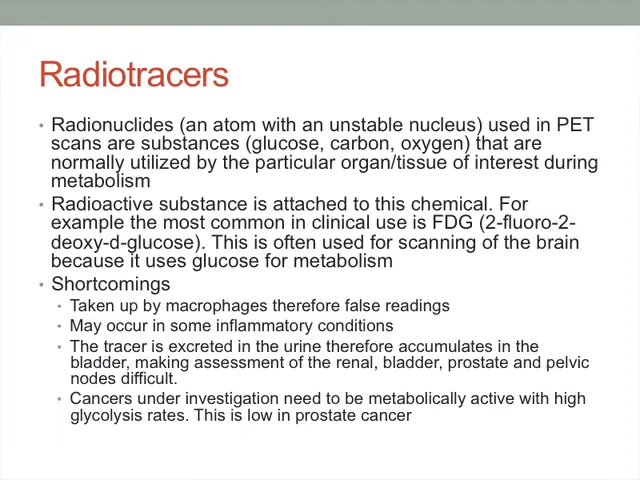 Radiotracers
• Radionuclides (an atom with an unstable nucleus) used in PET
scans are substances (glucose, carbon, oxygen) that are
normally utilized by the particular organ/tissue of interest during
metabolism
• Radioactive substance is attached to this chemical. For
example the most common in clinical use is FDG (2-fluoro-2-
deoxy-d-glucose). This is often used for scanning of the brain
because it uses glucose for metabolism
• Shortcomings
• Taken up by macrophages therefore false readings
• May occur in some inflammatory conditions
• The tracer is excreted in the urine therefore accumulates in the
bladder, making assessment of the renal, bladder, prostate and pelvic
nodes difficult.
• Cancers under investigation need to be metabolically active with high
glycolysis rates. This is low in prostate cancer